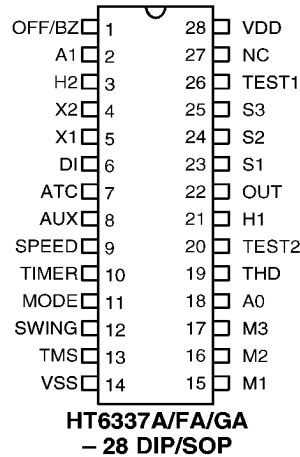 OFF/BZ 1 28 VDD
A1 2 27 NC
H2 3 26 TEST1
X2 4 25 S3
X1 5 24 S2
DI 6 23 S1
ATC 7 22 OUT
AUX 8 21 H1
SPEED 9 20 TEST2
TIMER 10 19 THD
MODE 11 18 A0
SWING 12 17 M3
TMS 13 16 M2
VSS 14 15 M1
HT6337A/FA/GA
– 28 DIP/SOP